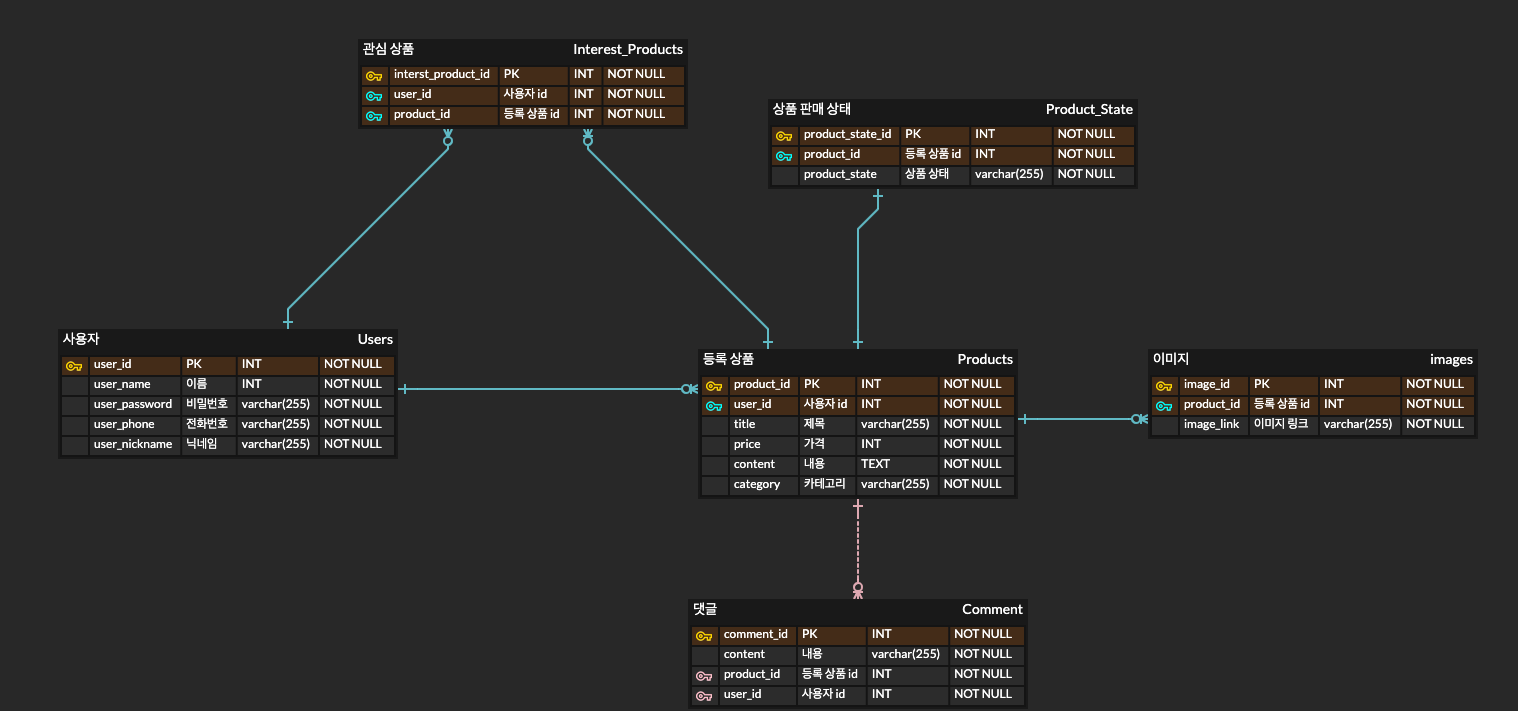 관심 상품 Interest_Products
interst_product_id PK INT NOT NULL
user_id 사용자 id INT NOT NULL
product_id 등록 상품 id INT NOT NULL
상품 판매 상태 Product_State
product_state_id PK INT NOT NULL
product_id 등록 상품 id INT NOT NULL
product_state 상품 상태 varchar(255) NOT NULL
사용자 Users
user_id PK INT NOT NULL
user_name 이름 INT NOT NULL
user_password 비밀번호 varchar(255) NOT NULL
user_phone 전화번호 varchar(255) NOT NULL
user_nickname 닉네임 varchar(255) NOT NULL
등록 상품 Products
product_id PK INT NOT NULL
user_id 사용자 id INT NOT NULL
title 제목 varchar(255) NOT NULL
price 가격 INT NOT NULL
content 내용 TEXT NOT NULL
category 카테고리 varchar(255) NOT NULL
이미지 images
image_id PK INT NOT NULL
product_id 등록 상품 id INT NOT NULL
image_link 이미지 링크 varchar(255) NOT NULL
댓글 Comment
comment_id PK INT NOT NULL
content 내용 varchar(255) NOT NULL
product_id 등록 상품 id INT NOT NULL
user_id 사용자 id INT NOT NULL